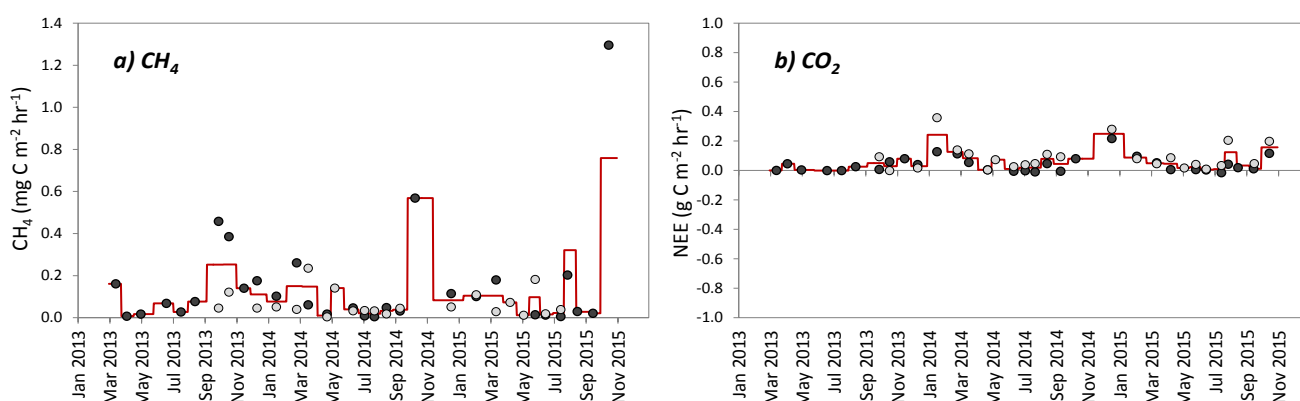 a) CH4
CH4 (mg C m-2 hr-1)
1.4
1.2
1.0
0.8
0.6
0.4
0.2
0.0
Jan 2013
Mar 2013
May 2013
Jul 2013
Sep 2013
Nov 2013
Jan 2014
Mar 2014
May 2014
Jul 2014
Sep 2014
Nov 2014
Jan 2015
Mar 2015
May 2015
Jul 2015
Sep 2015
Nov 2015
b) CO2
NEE (g C m-2 hr-1)
1.0
0.8
0.6
0.4
0.2
0.0
-0.2
-0.4
-0.6
-0.8
-1.0
Jan 2013
Mar 2013
May 2013
Jul 2013
Sep 2013
Nov 2013
Jan 2014
Mar 2014
May 2014
Jul 2014
Sep 2014
Nov 2014
Jan 2015
Mar 2015
May 2015
Jul 2015
Sep 2015
Nov 2015